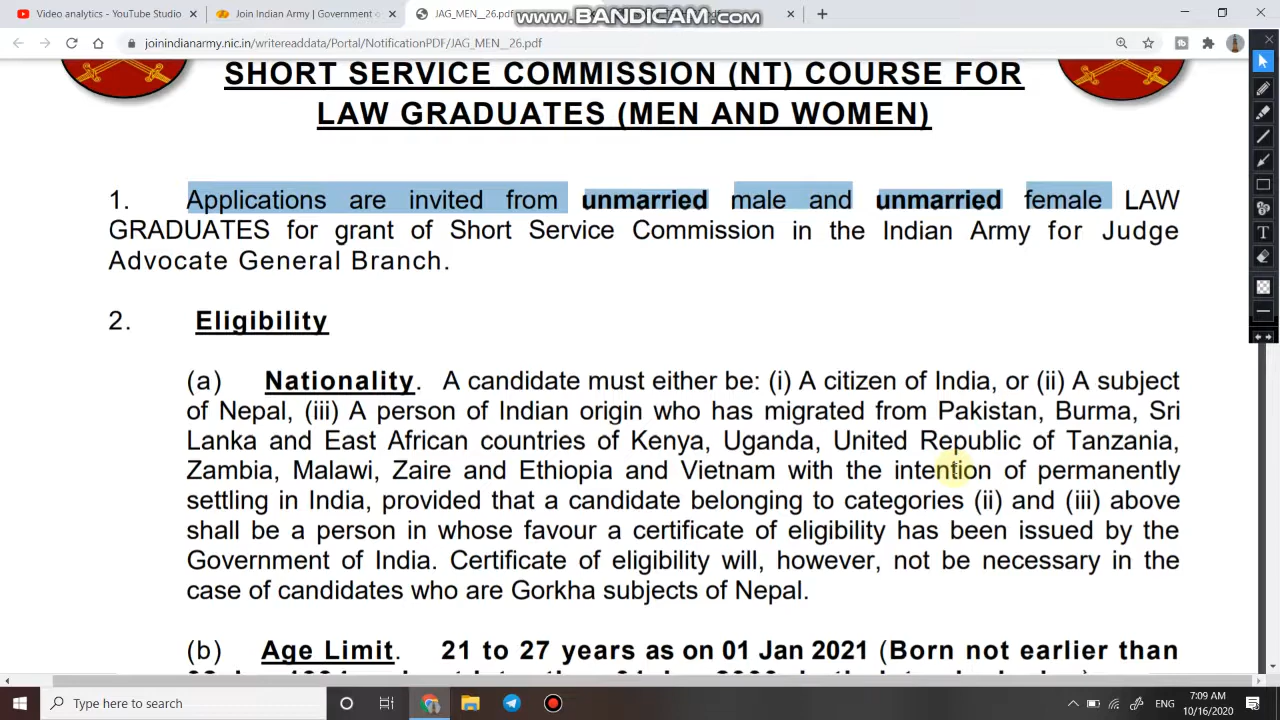 Video analytics - YouTube Studio
Join Indian Army | Government o
JAG_MEN__26.pdf
www.BANDICAM.com
joinindianarmy.nic.in/writereaddata/Portal/NotificationPDF/JAG_MEN__26.pdf
SHORT SERVICE COMMISSION (NT) COURSE FOR
LAW GRADUATES (MEN AND WOMEN)
1. Applications are invited from unmarried male and unmarried female LAW
GRADUATES for grant of Short Service Commission in the Indian Army for Judge
Advocate General Branch.
2. Eligibility
(a) Nationality. A candidate must either be: (i) A citizen of India, or (ii) A subject
of Nepal, (iii) A person of Indian origin who has migrated from Pakistan, Burma, Sri
Lanka and East African countries of Kenya, Uganda, United Republic of Tanzania,
Zambia, Malawi, Zaire and Ethiopia and Vietnam with the intention of permanently
settling in India, provided that a candidate belonging to categories (ii) and (iii) above
shall be a person in whose favour a certificate of eligibility has been issued by the
Government of India. Certificate of eligibility will, however, not be necessary in the
case of candidates who are Gorkha subjects of Nepal.
(b) Age Limit. 21 to 27 years as on 01 Jan 2021 (Born not earlier than
Type here to search
ENG
7:09 AM
10/16/2020